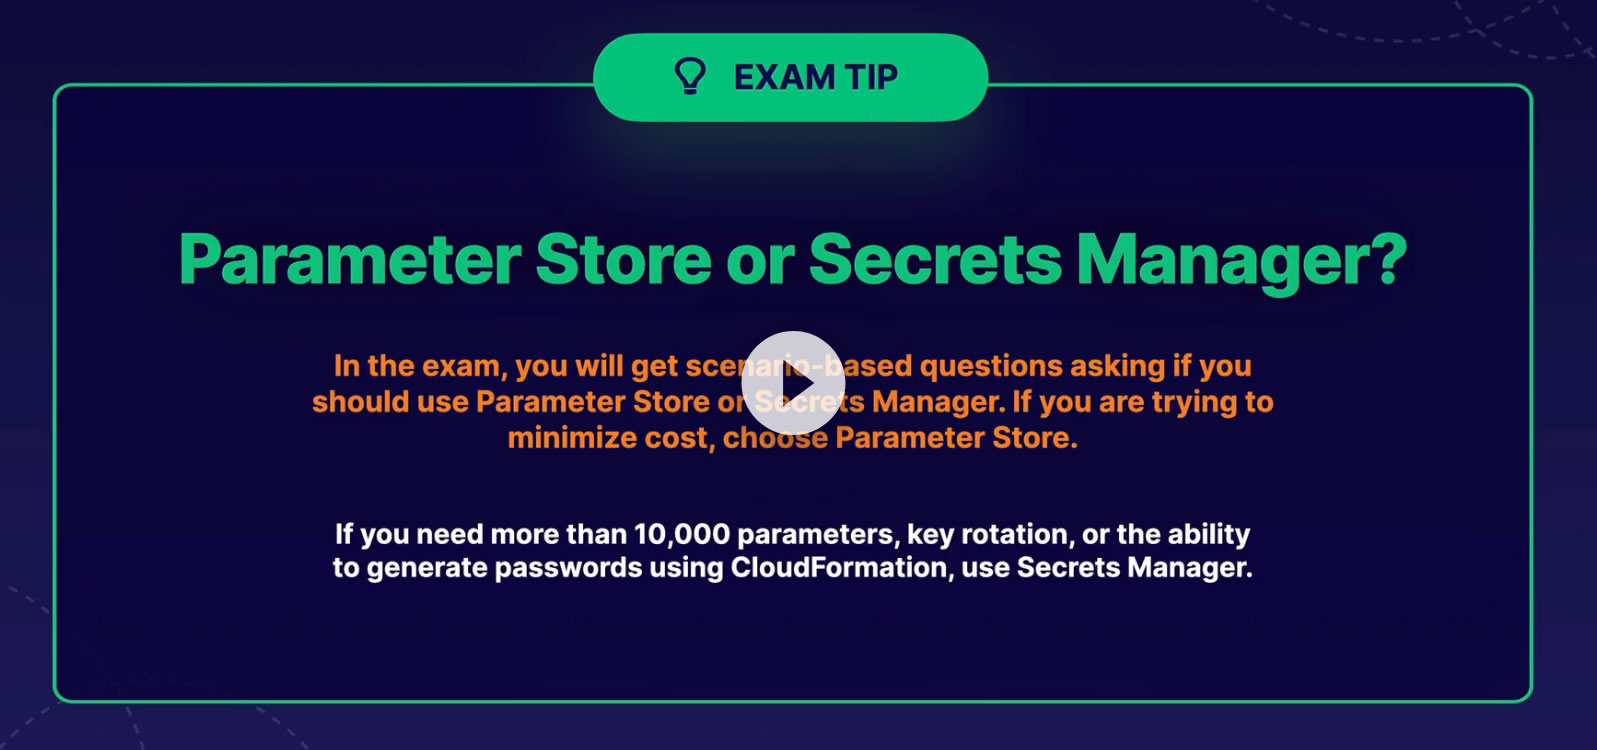 EXAM TIP
Parameter Store or Secrets Manager?
In the exam, you will get scenario-based questions asking if you
should use Parameter Store or Secrets Manager. If you are trying to
minimize cost, choose Parameter Store.
If you need more than 10,000 parameters, key rotation, or the ability
to generate passwords using CloudFormation, use Secrets Manager.